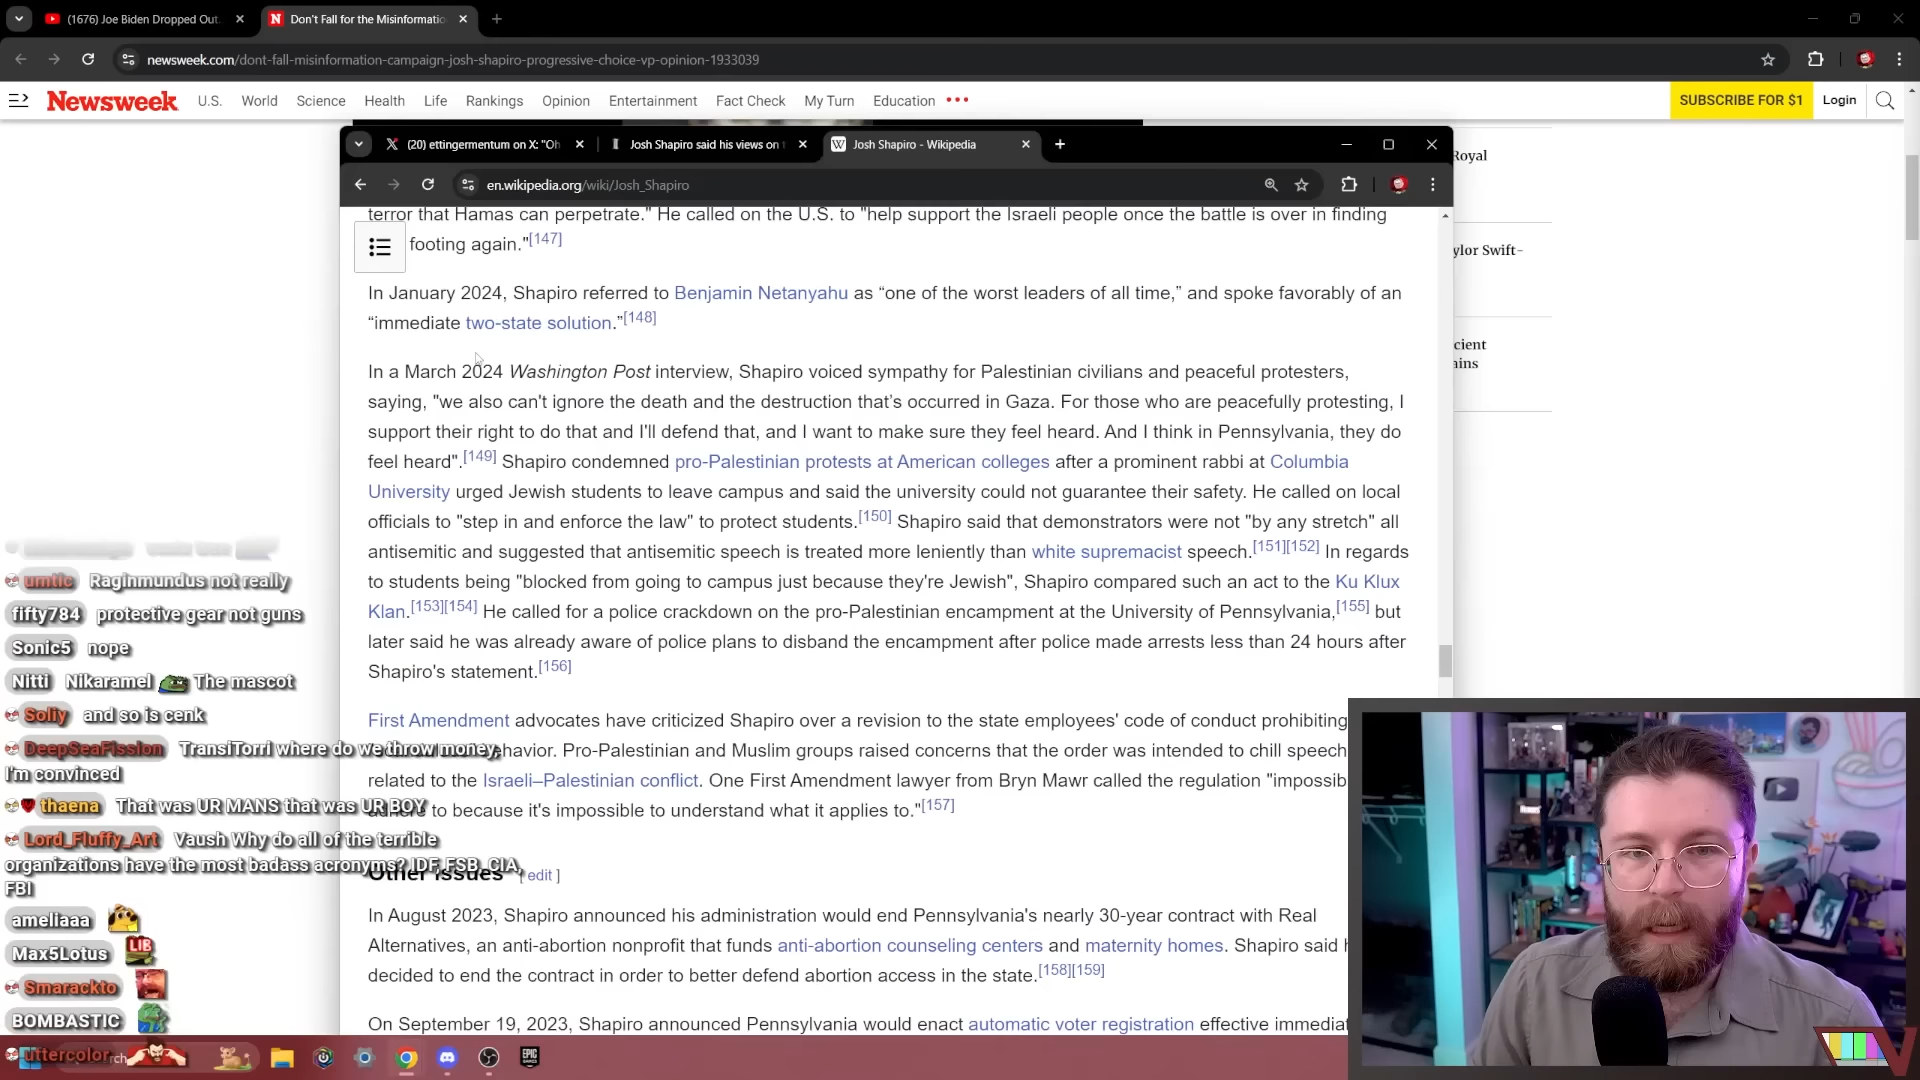 (1676) Joe Biden Dropped Out
Don't Fall for the Misinformatio
newsweek.com/dont-fall-misinformation-campaign-josh-shapiro-progressive-choice-vp-opinion-1933039
Newsweek U.S. World Science Health Life Rankings Opinion Entertainment Fact Check My Turn Education SUBSCRIBE FOR $1 Login
(20) ettingermentum on X: "Oh
Josh Shapiro said his views on
Josh Shapiro - Wikipedia
Royal
en.wikipedia.org/wiki/Josh_Shapiro
terror that Hamas can perpetrate." He called on the U.S. to "help support the Israeli people once the battle is over in finding
footing again."[147]
ylor Swift-
In January 2024, Shapiro referred to Benjamin Netanyahu as “one of the worst leaders of all time,” and spoke favorably of an
“immediate two-state solution.”[148]
cient
ains
In a March 2024 Washington Post interview, Shapiro voiced sympathy for Palestinian civilians and peaceful protesters,
saying, "we also can't ignore the death and the destruction that’s occurred in Gaza. For those who are peacefully protesting, I
support their right to do that and I'll defend that, and I want to make sure they feel heard. And I think in Pennsylvania, they do
feel heard".[149] Shapiro condemned pro-Palestinian protests at American colleges after a prominent rabbi at Columbia
University urged Jewish students to leave campus and said the university could not guarantee their safety. He called on local
officials to "step in and enforce the law" to protect students.[150] Shapiro said that demonstrators were not "by any stretch" all
antisemitic and suggested that antisemitic speech is treated more leniently than white supremacist speech.[151][152] In regards
to students being "blocked from going to campus just because they're Jewish", Shapiro compared such an act to the Ku Klux
Klan.[153][154] He called for a police crackdown on the pro-Palestinian encampment at the University of Pennsylvania,[155] but
later said he was already aware of police plans to disband the encampment after police made arrests less than 24 hours after
Shapiro's statement.[156]
First Amendment advocates have criticized Shapiro over a revision to the state employees' code of conduct prohibiting
behavior. Pro-Palestinian and Muslim groups raised concerns that the order was intended to chill speech
related to the Israeli–Palestinian conflict. One First Amendment lawyer from Bryn Mawr called the regulation "impossib
adhere to because it's impossible to understand what it applies to."[157]
Other issues [ edit ]
In August 2023, Shapiro announced his administration would end Pennsylvania's nearly 30-year contract with Real
Alternatives, an anti-abortion nonprofit that funds anti-abortion counseling centers and maternity homes. Shapiro said
decided to end the contract in order to better defend abortion access in the state.[158][159]
On September 19, 2023, Shapiro announced Pennsylvania would enact automatic voter registration effective immediat
umtic Raginmundus not really
fifty784 protective gear not guns
Sonic5 nope
Nitti Nikaramel The mascot
Soliy and so is cenk
DeepSeaFission TransiTorri where do we throw money,
I'm convinced
thaena That was UR MANS that was UR BOY
Lord_Fluffy_Art Vaush Why do all of the terrible
organizations have the most badass acronyms? IDF, FSB, CIA,
FBI
ameliaaa
Max5Lotus LIB
Smarackto
BOMBASTIC
uttercolor
EPIC
GAMES